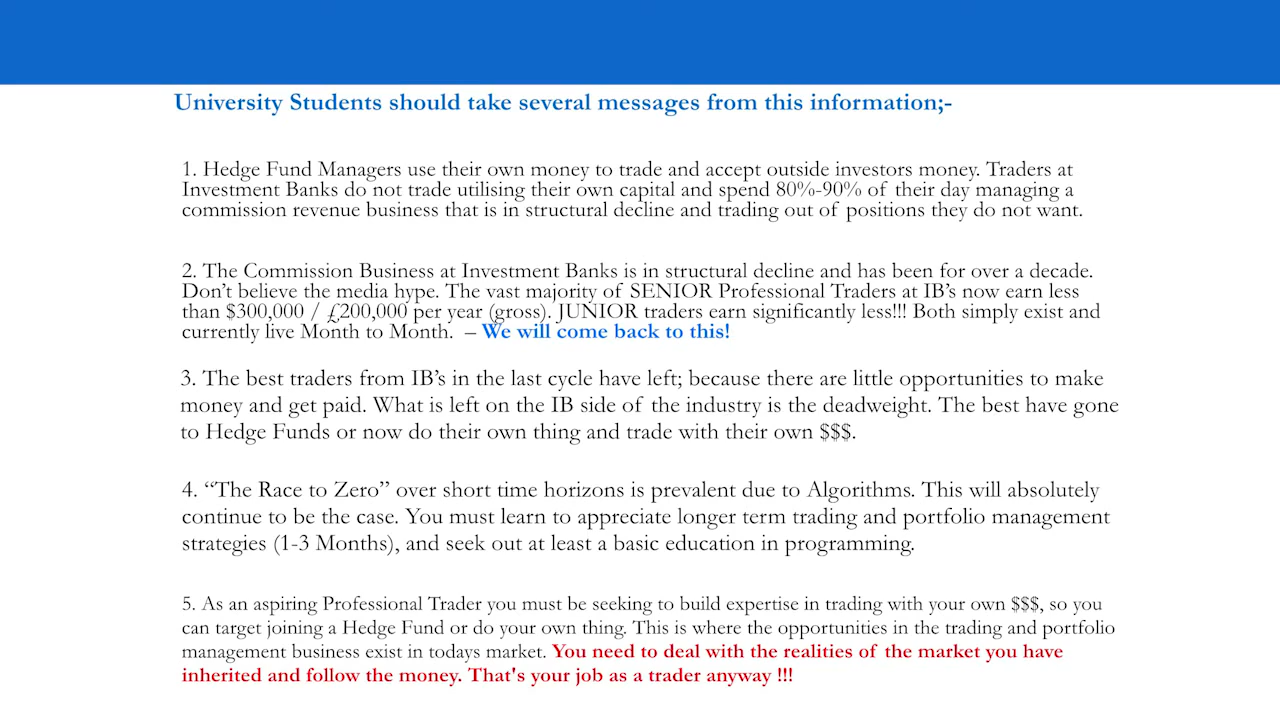 University Students should take several messages from this information;-
1. Hedge Fund Managers use their own money to trade and accept outside investors money. Traders at
Investment Banks do not trade utilising their own capital and spend 80%-90% of their day managing a
commission revenue business that is in structural decline and trading out of positions they do not want.
2. The Commission Business at Investment Banks is in structural decline and has been for over a decade.
Don’t believe the media hype. The vast majority of SENIOR Professional Traders at IB’s now earn less
than $300,000 / £200,000 per year (gross). JUNIOR traders earn significantly less!!! Both simply exist and
currently live Month to Month. – We will come back to this!
3. The best traders from IB’s in the last cycle have left; because there are little opportunities to make
money and get paid. What is left on the IB side of the industry is the deadweight. The best have gone
to Hedge Funds or now do their own thing and trade with their own $$$.
4. “The Race to Zero” over short time horizons is prevalent due to Algorithms. This will absolutely
continue to be the case. You must learn to appreciate longer term trading and portfolio management
strategies (1-3 Months), and seek out at least a basic education in programming.
5. As an aspiring Professional Trader you must be seeking to build expertise in trading with your own $$$, so you
can target joining a Hedge Fund or do your own thing. This is where the opportunities in the trading and portfolio
management business exist in todays market. You need to deal with the realities of the market you have
inherited and follow the money. That's your job as a trader anyway !!!